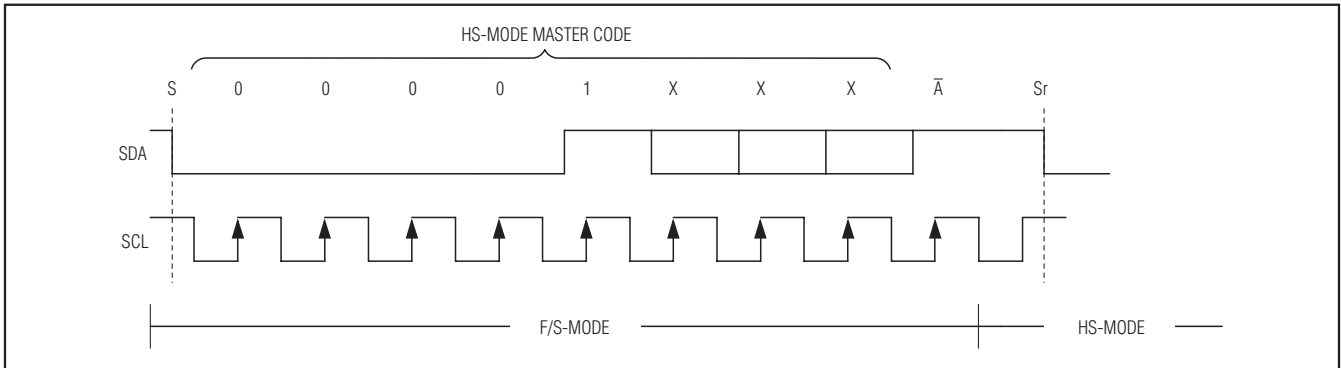 HS-MODE MASTER CODE
S 0 0 0 0 1 X X X A̅ Sr
SDA
SCL
F/S-MODE HS-MODE